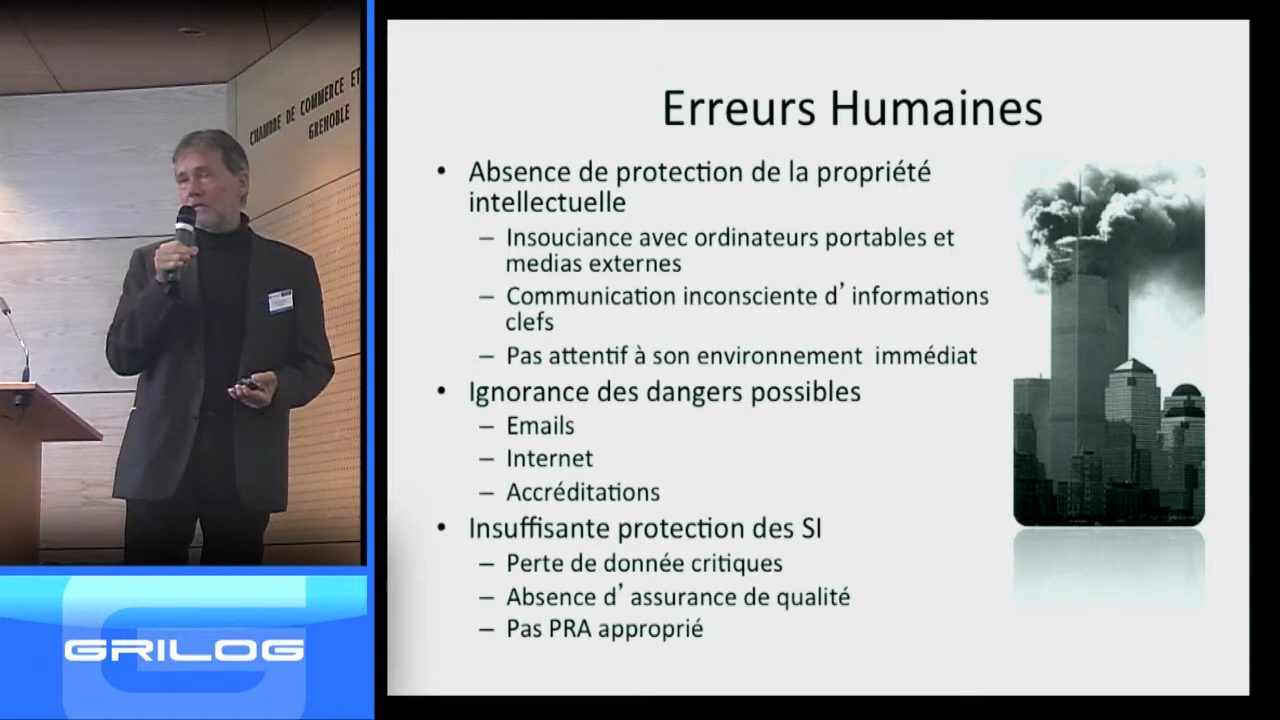 CHAMBRE DE COMMERCE ET
GRENOBLE
GRILOG
Erreurs Humaines
• Absence de protection de la propriété
intellectuelle
– Insouciance avec ordinateurs portables et
medias externes
– Communication inconsciente d’ informations
clefs
– Pas attentif à son environnement immédiat
• Ignorance des dangers possibles
– Emails
– Internet
– Accréditations
• Insuffisante protection des SI
– Perte de donnée critiques
– Absence d’ assurance de qualité
– Pas PRA approprié